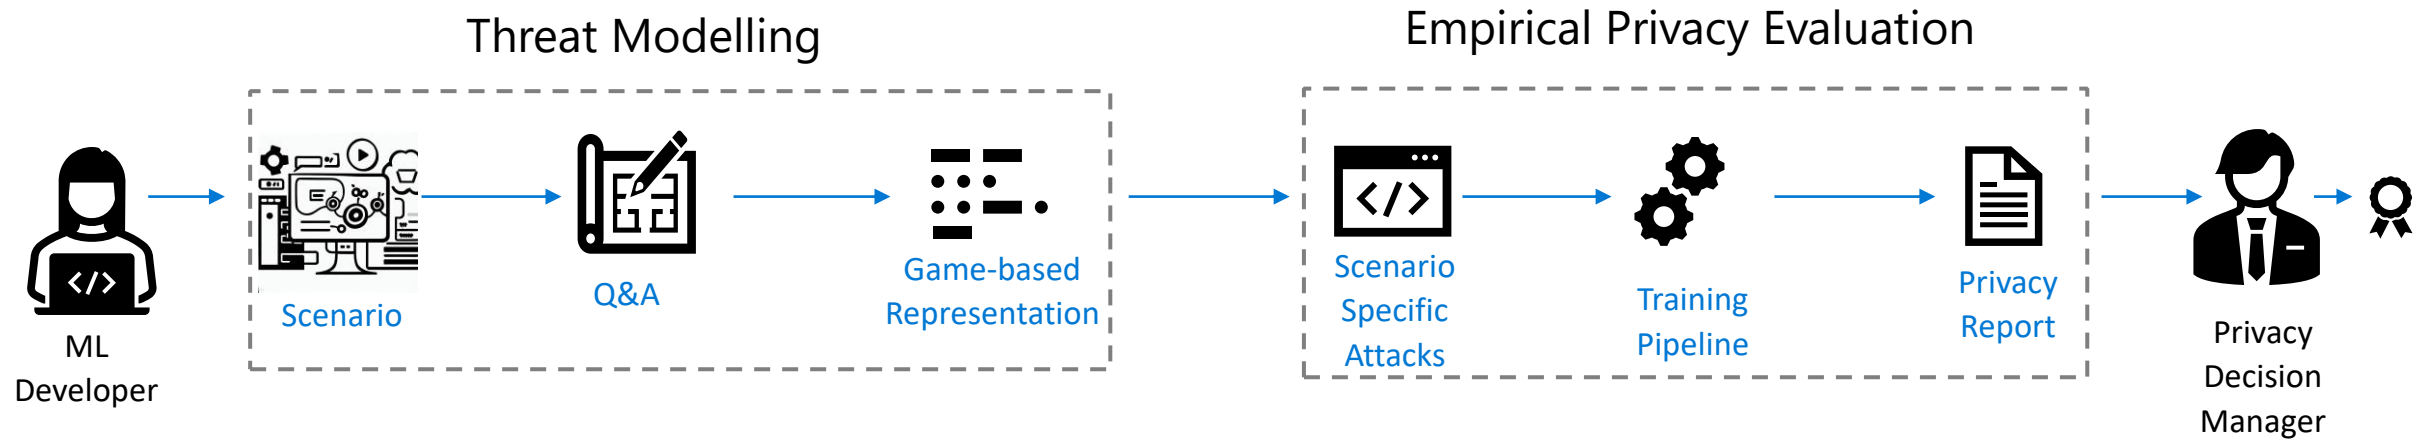 Threat Modelling
Empirical Privacy Evaluation
ML
Developer
</>
Scenario
Q&A
Game-based
Representation
</>
Scenario
Specific
Attacks
Training
Pipeline
Privacy
Report
Privacy
Decision
Manager